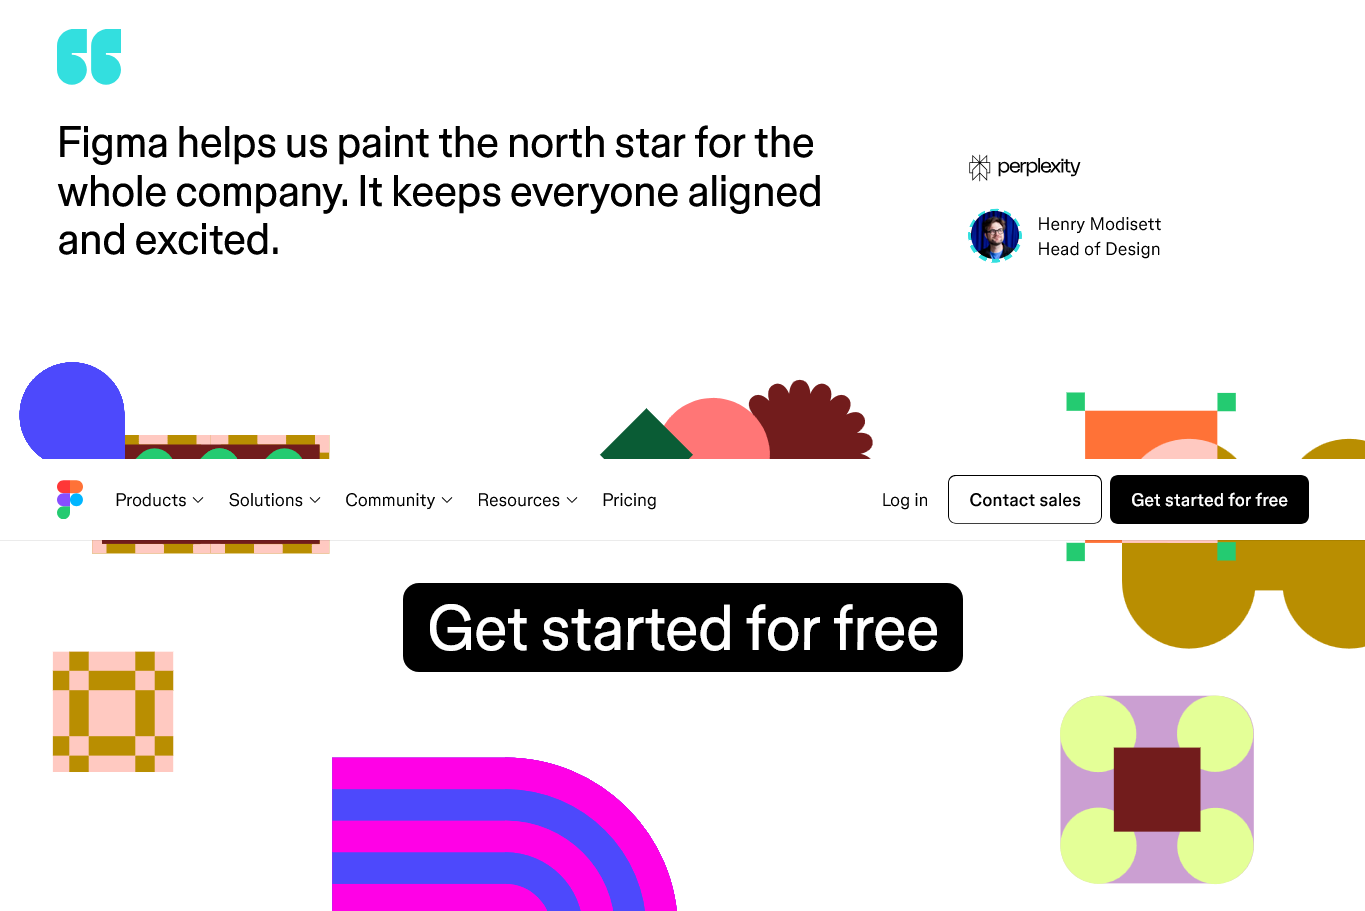 Figma helps us paint the north star for the
whole company. It keeps everyone aligned
and excited.
perplexity
Henry Modisett
Head of Design
Products Solutions Community Resources Pricing Log in Contact sales Get started for free
Get started for free